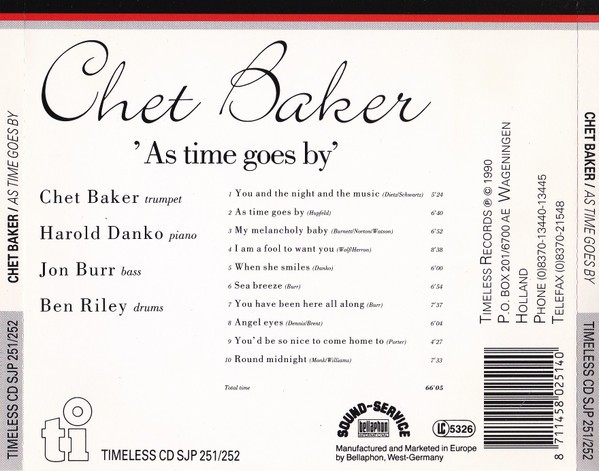 Chet Baker
'As time goes by'
Chet Baker trumpet
Harold Danko piano
Jon Burr bass
Ben Riley drums
1 You and the night and the music (Dietz/Schwartz) 5'24
2 As time goes by (Hupfeld) 6'40
3 My melancholy baby (Burnett/Norton/Watson) 6'52
4 I am a fool to want you (Wolf/Herron) 8'38
5 When she smiles (Danko) 6'00
6 Sea breeze (Burr) 6'54
7 You have been here all along (Burr) 7'37
8 Angel eyes (Dennis/Brent) 6'04
9 You'd be so nice to come home to (Porter) 4'27
10 Round midnight (Monk/Williams) 7'33
Total time 66'05
TIMELESS RECORDS ℗ © 1990
P.O. BOX 201/6700 AE WAGENINGEN
HOLLAND
PHONE (0)8370-13440-13445
TELEFAX (0)8370-21548
CHET BAKER / AS TIME GOES BY
TIMELESS CD SJP 251/252
CHET BAKER / AS TIME GOES BY
TIMELESS CD SJP 251/252
ti
TIMELESS CD SJP 251/252
SOUND-SERVICE
bellaphon
Manufactured and Marketed in Europe
by Bellaphon, West-Germany
LC 5326
8 711458 025140